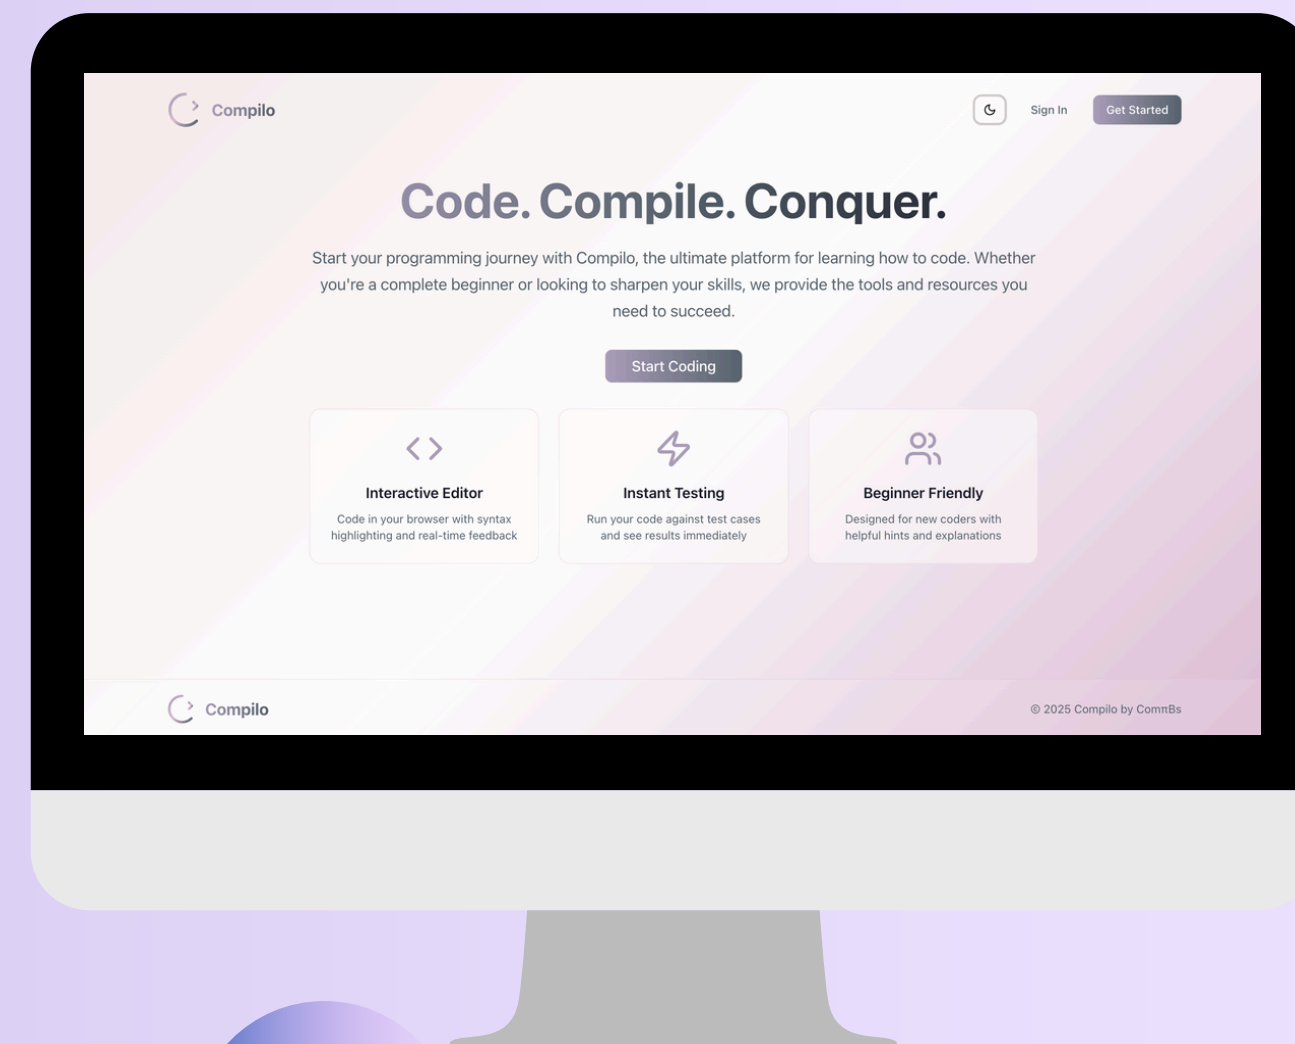 Compilo
Sign In
Get Started
Code. Compile. Conquer.
Start your programming journey with Compilo, the ultimate platform for learning how to code. Whether
you're a complete beginner or looking to sharpen your skills, we provide the tools and resources you
need to succeed.
Start Coding
Interactive Editor
Code in your browser with syntax
highlighting and real-time feedback
Instant Testing
Run your code against test cases
and see results immediately
Beginner Friendly
Designed for new coders with
helpful hints and explanations
Compilo
© 2025 Compilo by ComπBs